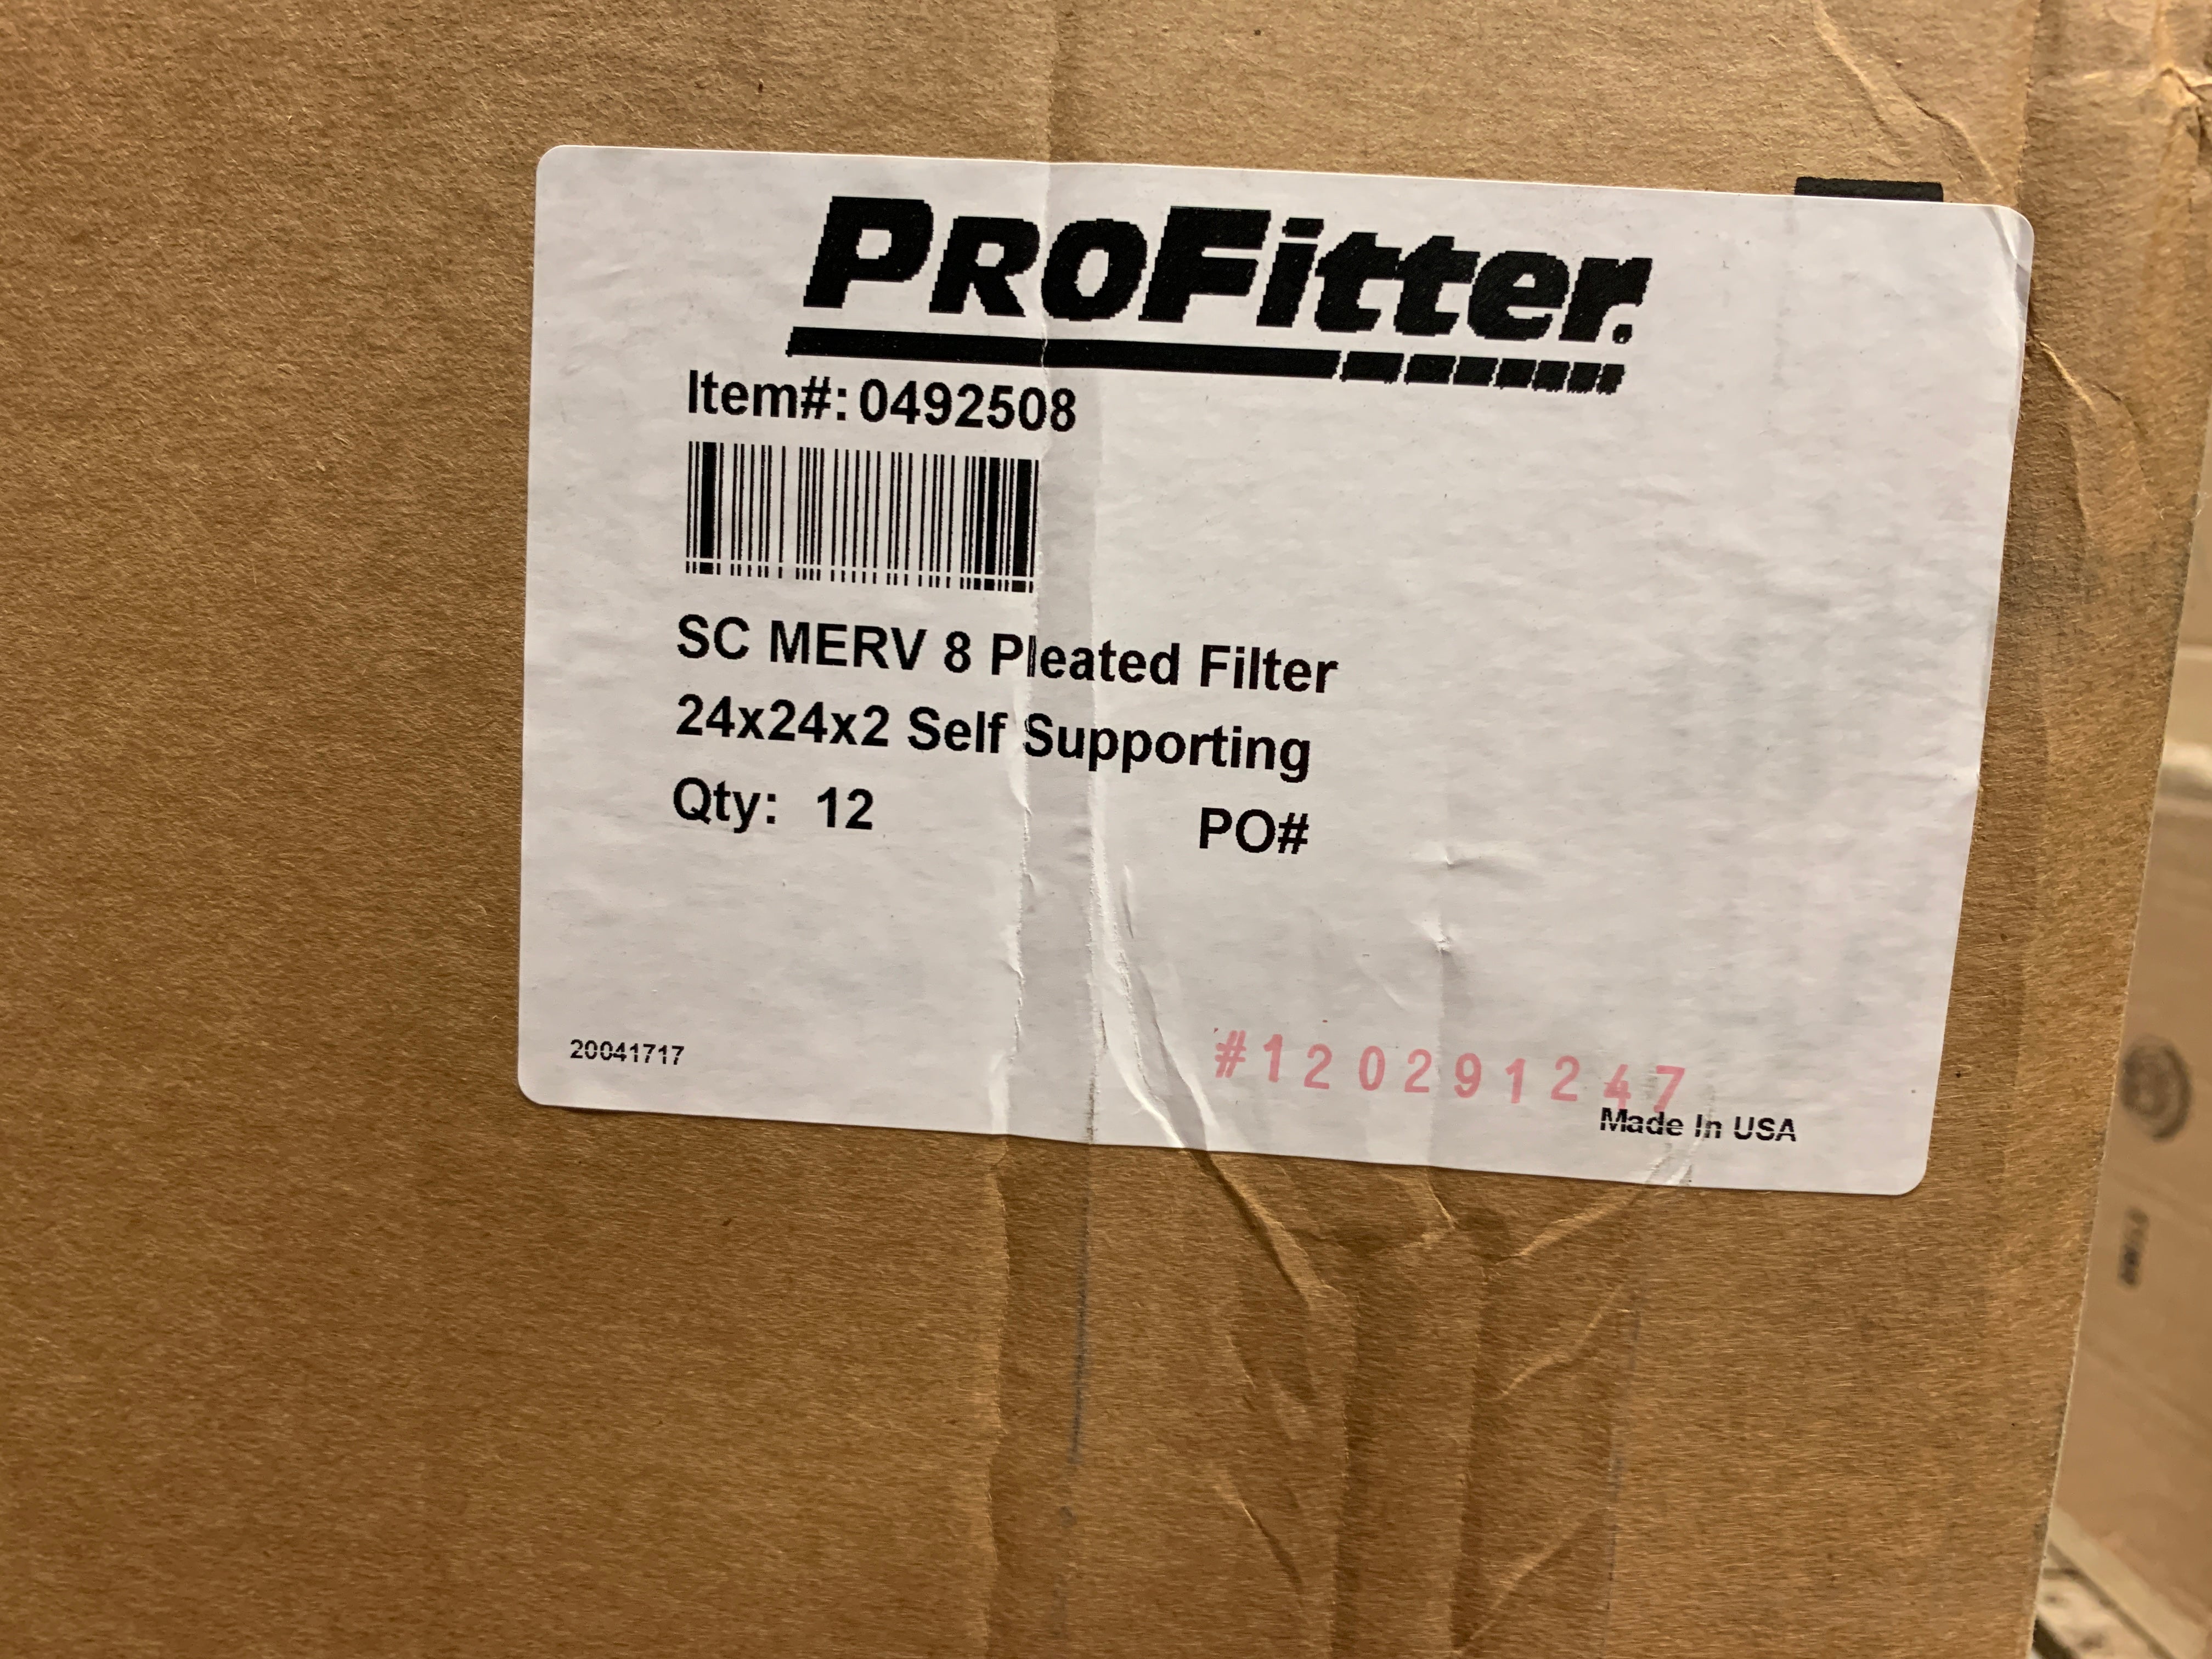 PROFitter.
Item#: 0492508
SC MERV 8 Pleated Filter
24x24x2 Self Supporting
Qty: 12 PO#
20041717
#120291247
Made In USA